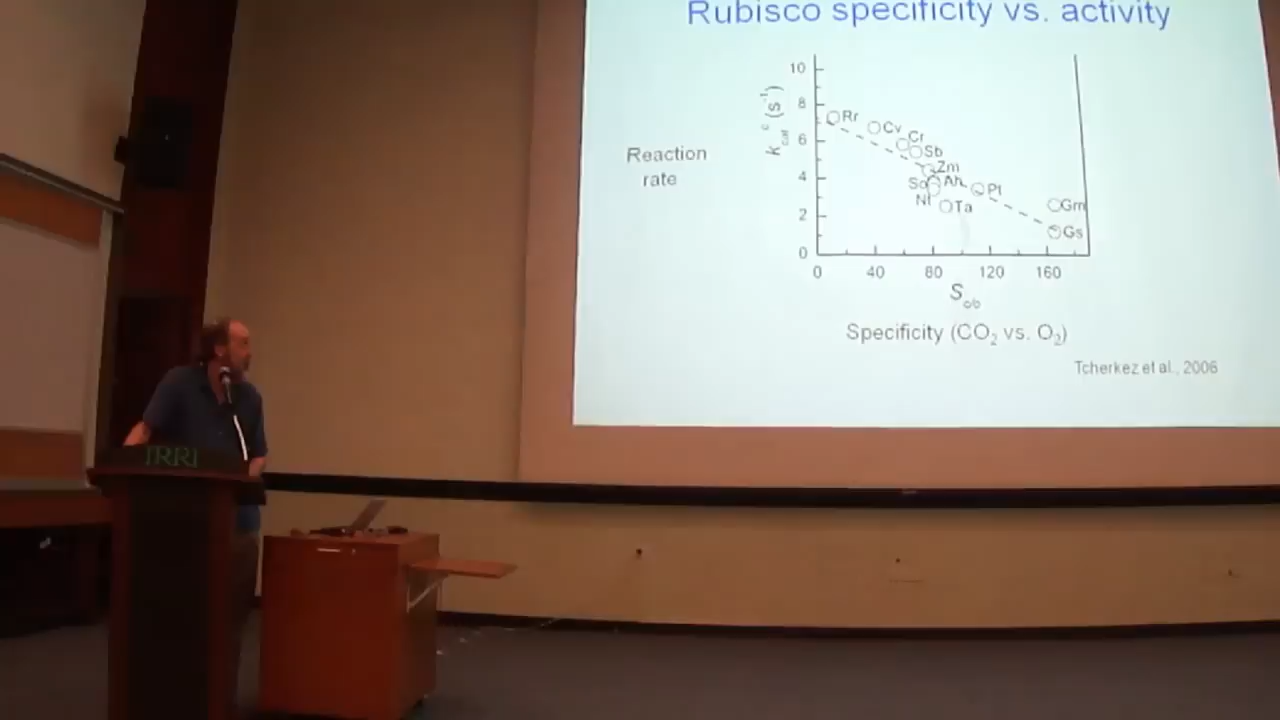 Rubisco specificity vs. activity
10
8
6
4
2
0
k cat c (s-1)
Reaction
rate
Rr
Cv
Cr
Sb
Zm
So
Ah
Nt
Ta
Pt
Gm
Gs
0 40 80 120 160
S
Specificity (CO2 vs. O2)
Tcherkez et al., 2006
IRRI